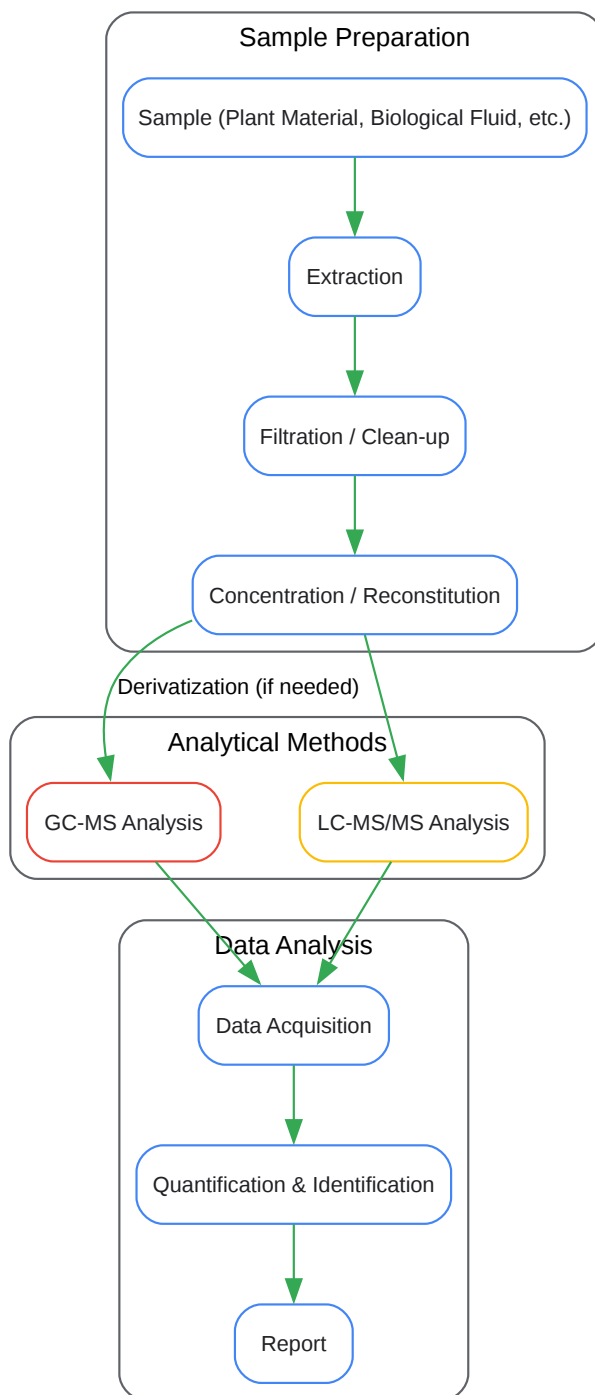 Sample Preparation
Sample (Plant Material, Biological Fluid, etc.)
Extraction
Filtration / Clean-up
Concentration / Reconstitution
Derivatization (if needed)
Analytical Methods
GC-MS Analysis
LC-MS/MS Analysis
Data Analysis
Data Acquisition
Quantification & Identification
Report